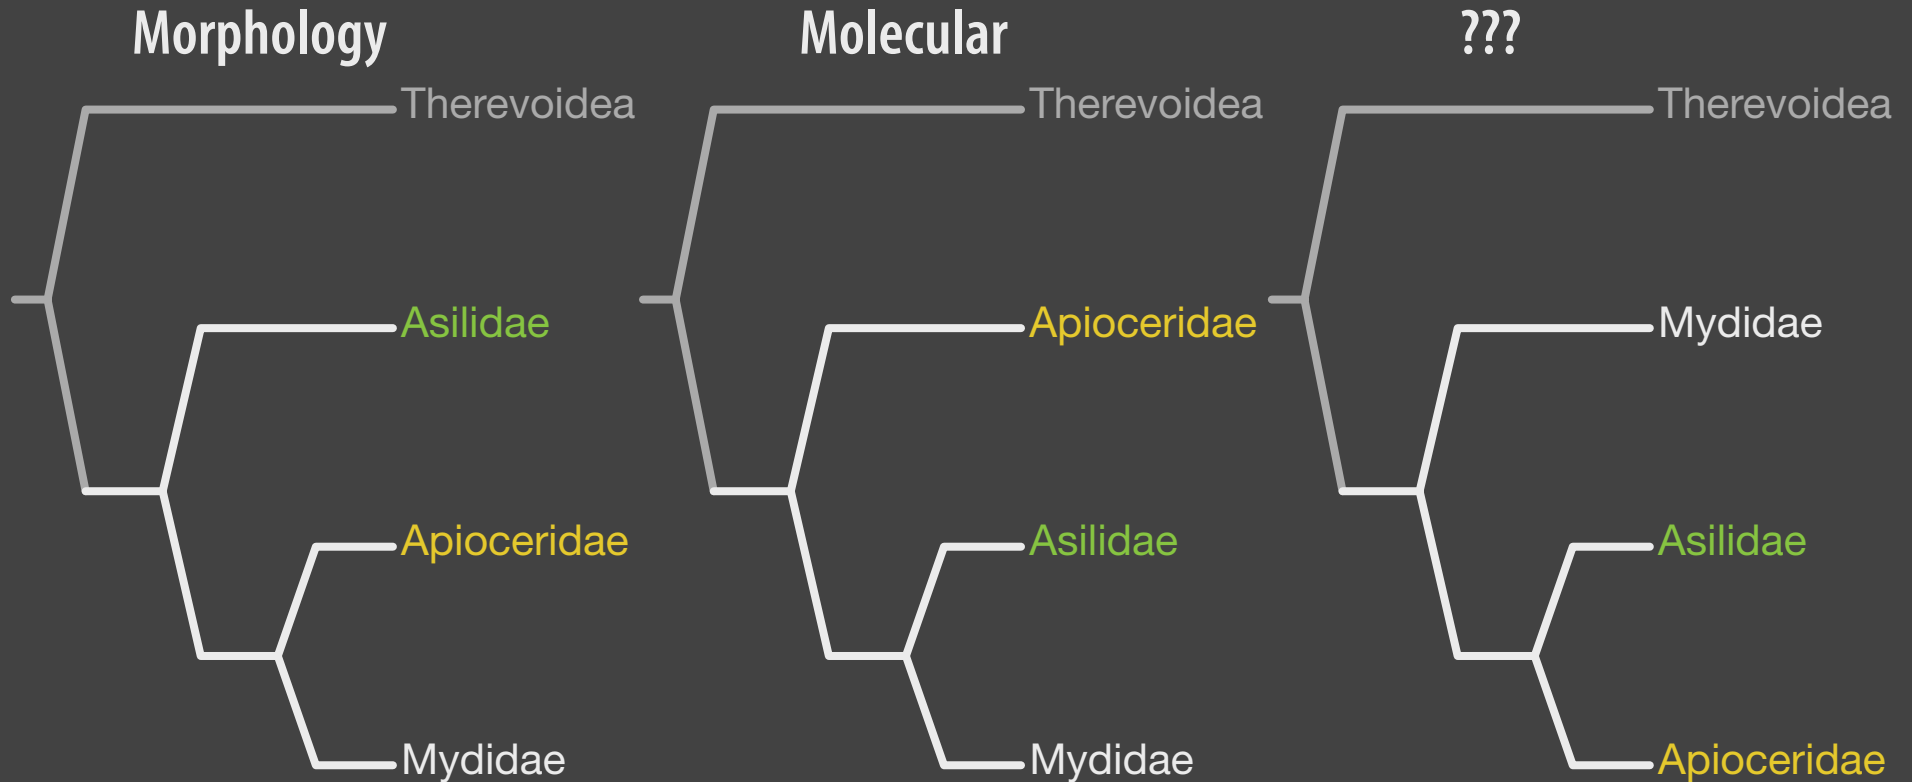 Morphology
Therevoidea
Asilidae
Apioceridae
Mydidae
Molecular
Therevoidea
Apioceridae
Asilidae
Mydidae
???
Therevoidea
Mydidae
Asilidae
Apioceridae